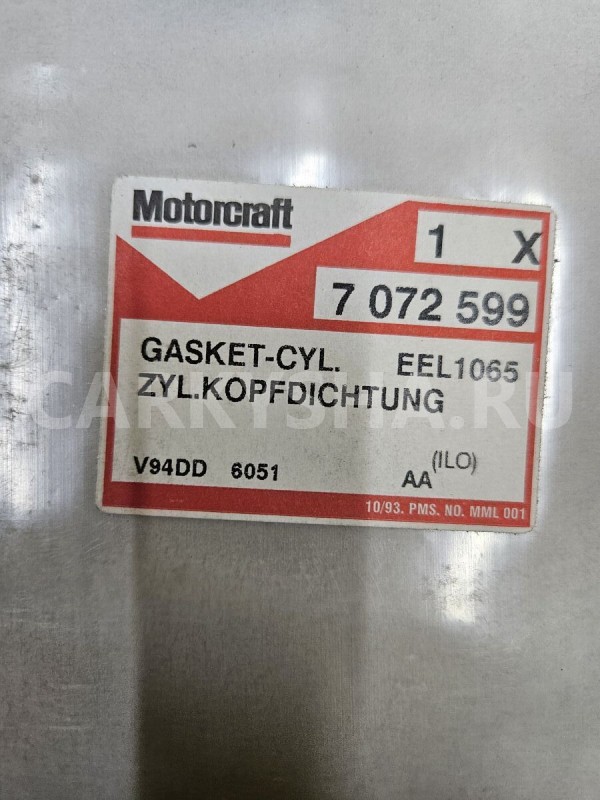 Motorcraft
1 X
7 072 599
GASKET-CYL. EEL1065
ZYL.KOPFDICHTUNG
CARKYSHA.RU
V94DD 6051 AA (ILO)
10/93. PMS. NO. MML 001